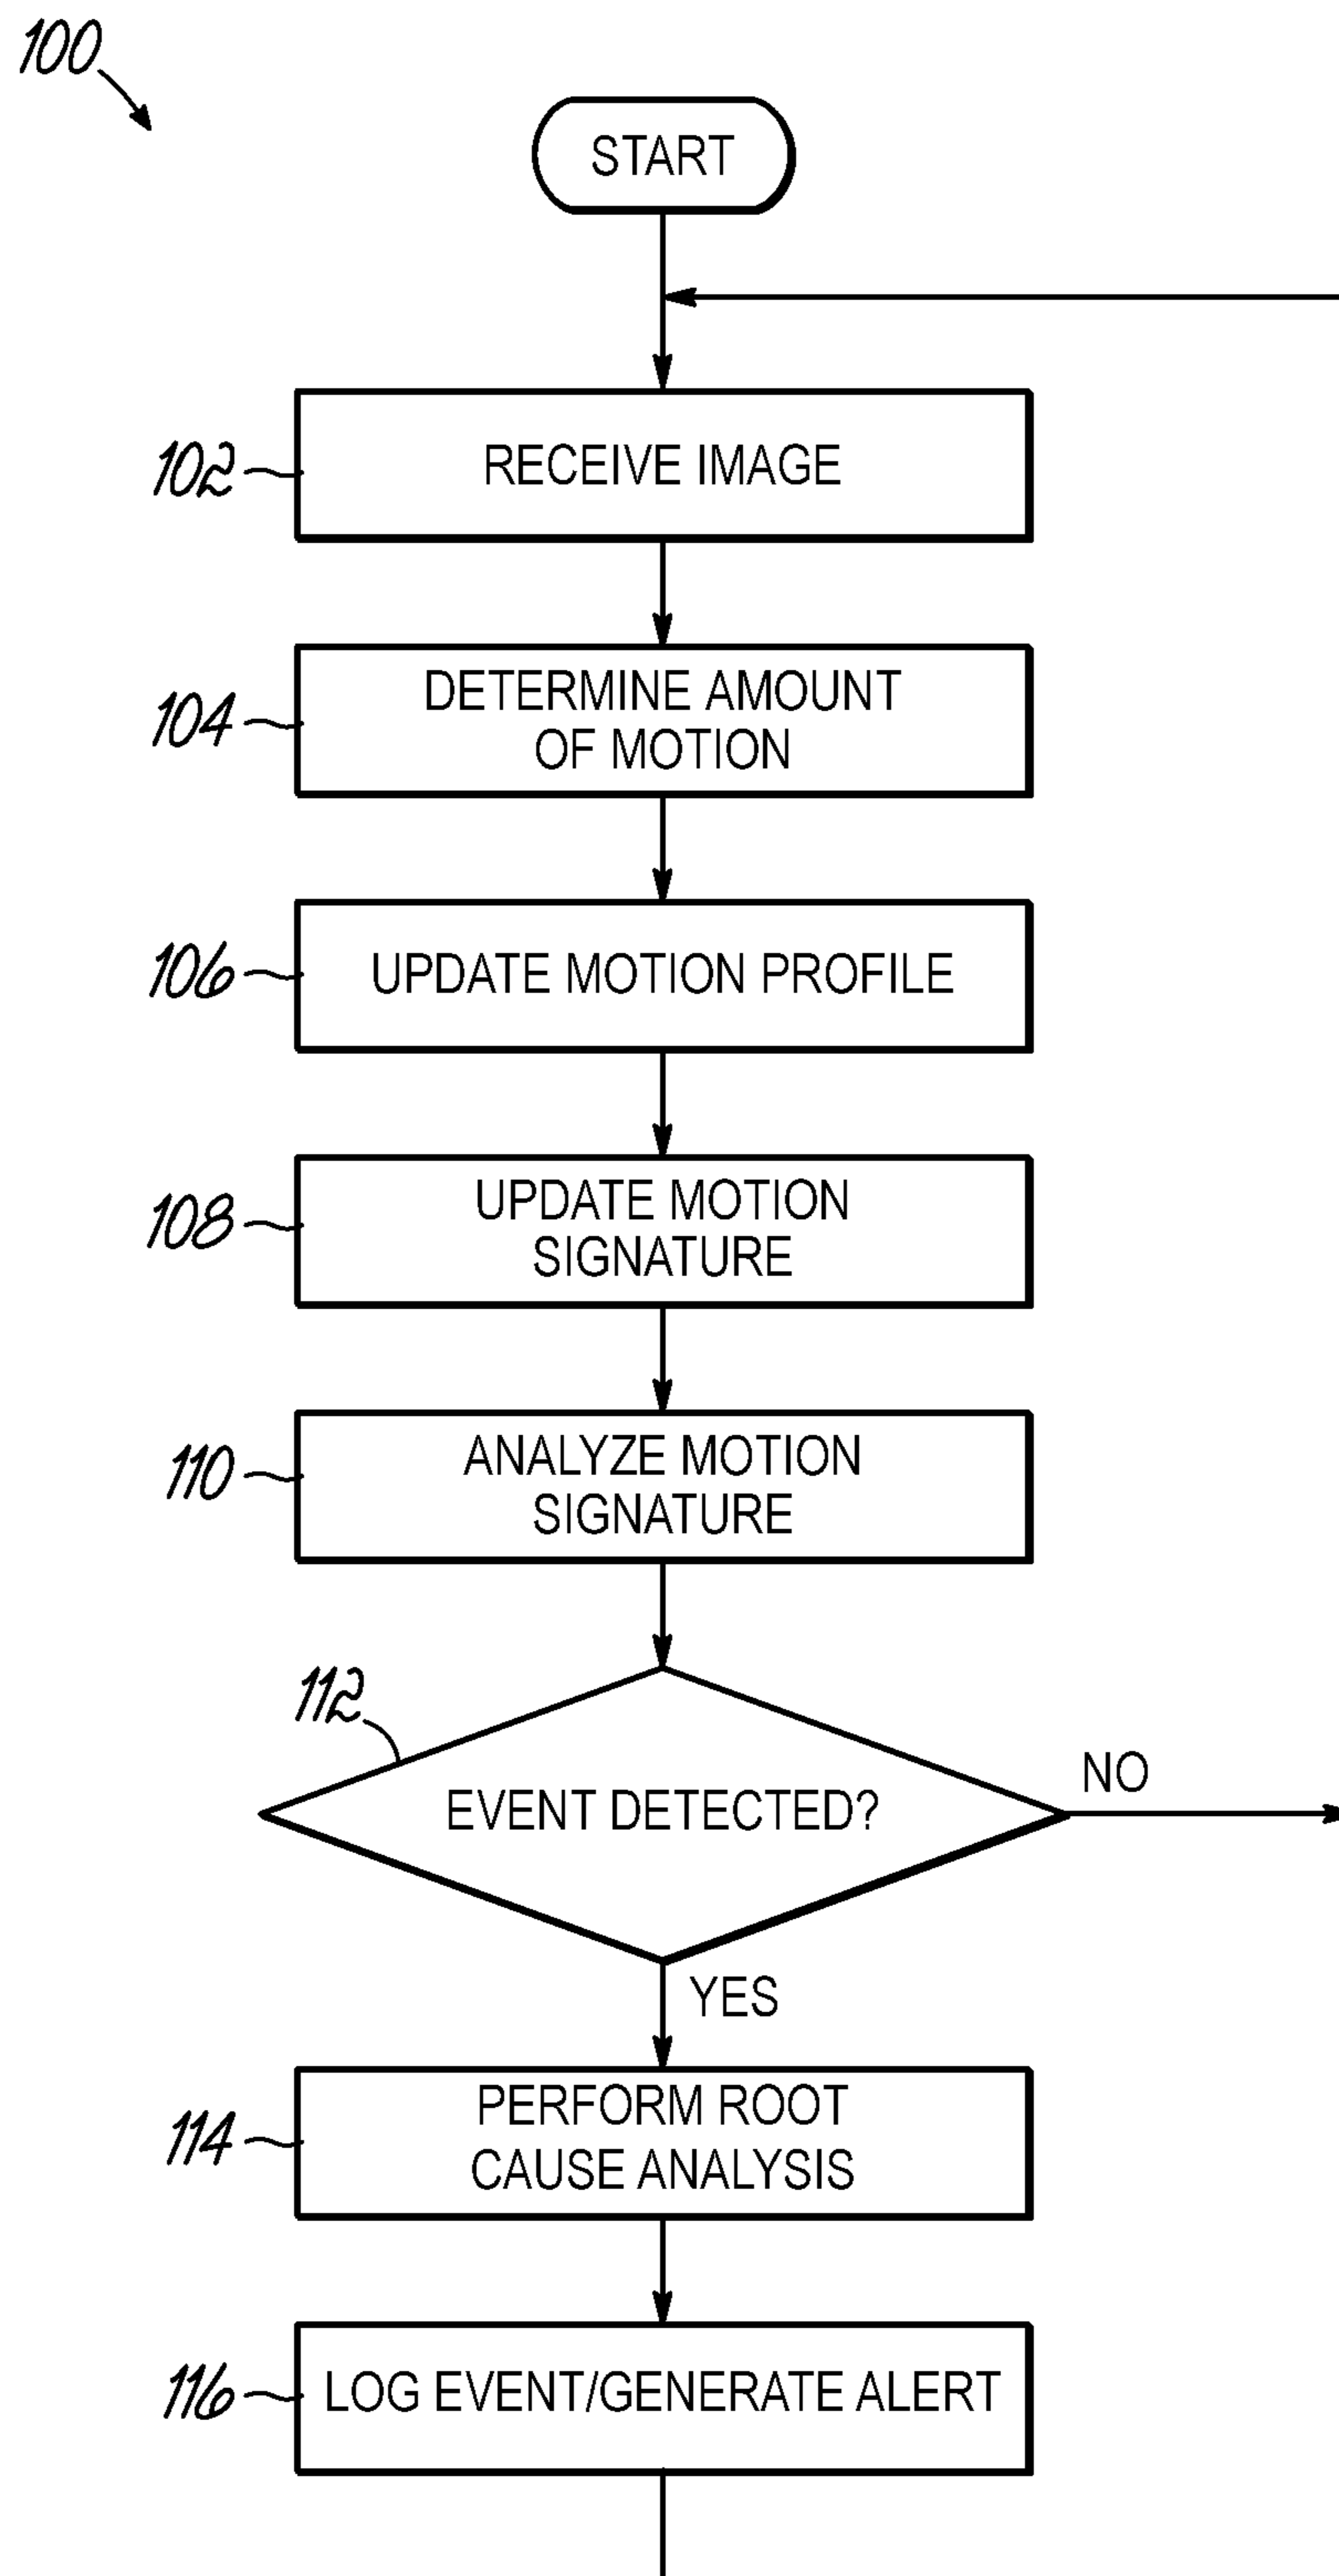 100
START
102
RECEIVE IMAGE
104
DETERMINE AMOUNT
OF MOTION
106
UPDATE MOTION PROFILE
108
UPDATE MOTION
SIGNATURE
110
ANALYZE MOTION
SIGNATURE
112
EVENT DETECTED?
NO
YES
114
PERFORM ROOT
CAUSE ANALYSIS
116
LOG EVENT/GENERATE ALERT